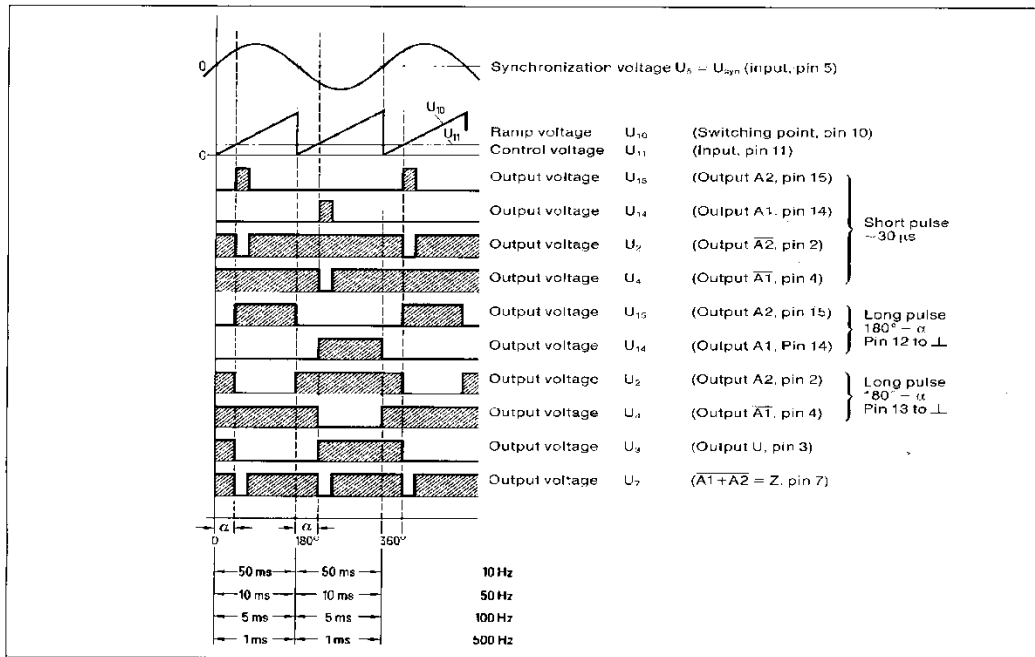 0
Synchronization voltage U₅ = Usyn (input, pin 5)
U₁₀
U₁₁
0
Ramp voltage U₁₀ (Switching point, pin 10)
Control voltage U₁₁ (Input, pin 11)
Output voltage U₁₅ (Output A2, pin 15)
Output voltage U₁₄ (Output A1, pin 14)
Output voltage U₂ (Output A̅2̅, pin 2)
Output voltage U₄ (Output A̅1̅, pin 4)
Short pulse
~30 µs
Output voltage U₁₅ (Output A2, pin 15)
Output voltage U₁₄ (Output A1, Pin 14)
Long pulse
180° – α
Pin 12 to ⊥
Output voltage U₂ (Output A2, pin 2)
Output voltage U₄ (Output A̅1̅, pin 4)
Long pulse
180° – α
Pin 13 to ⊥
Output voltage U₃ (Output U, pin 3)
Output voltage U₇ (A̅1̅+̅A̅2̅ = Z, pin 7)
α α
0 180° 360°
50 ms 50 ms 10 Hz
10 ms 10 ms 50 Hz
5 ms 5 ms 100 Hz
1 ms 1 ms 500 Hz